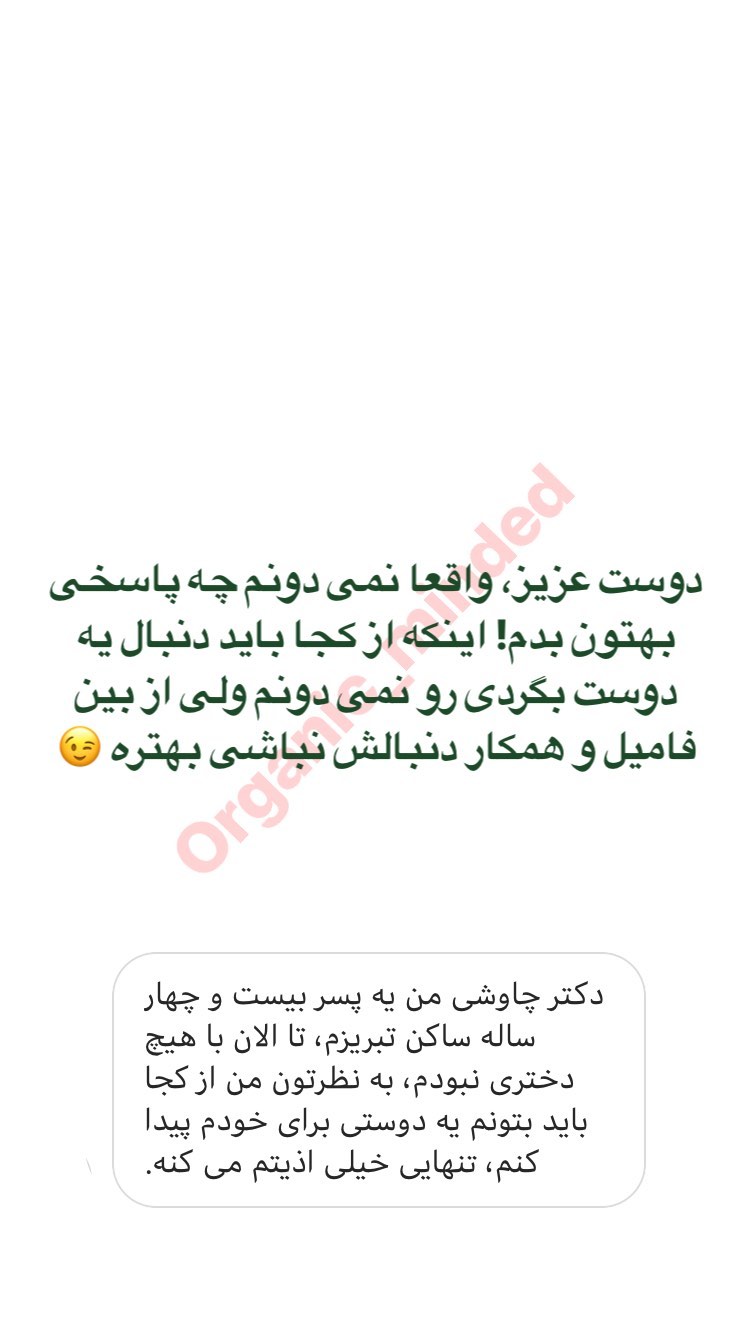 دوست عزیز، واقعا نمی دونم چه پاسخی
بهتون بدم! اینکه از کجا باید دنبال یه
دوست بگردی رو نمی دونم ولی از بین
فامیل و همکار دنبالش نباشی بهتره 😉
Organic_minded
دکتر چاوشی من یه پسر بیست و چهار
ساله ساکن تبریزم، تا الان با هیچ
دختری نبودم، به نظرتون من از کجا
باید بتونم یه دوستی برای خودم پیدا
کنم، تنهایی خیلی اذیتم می کنه.